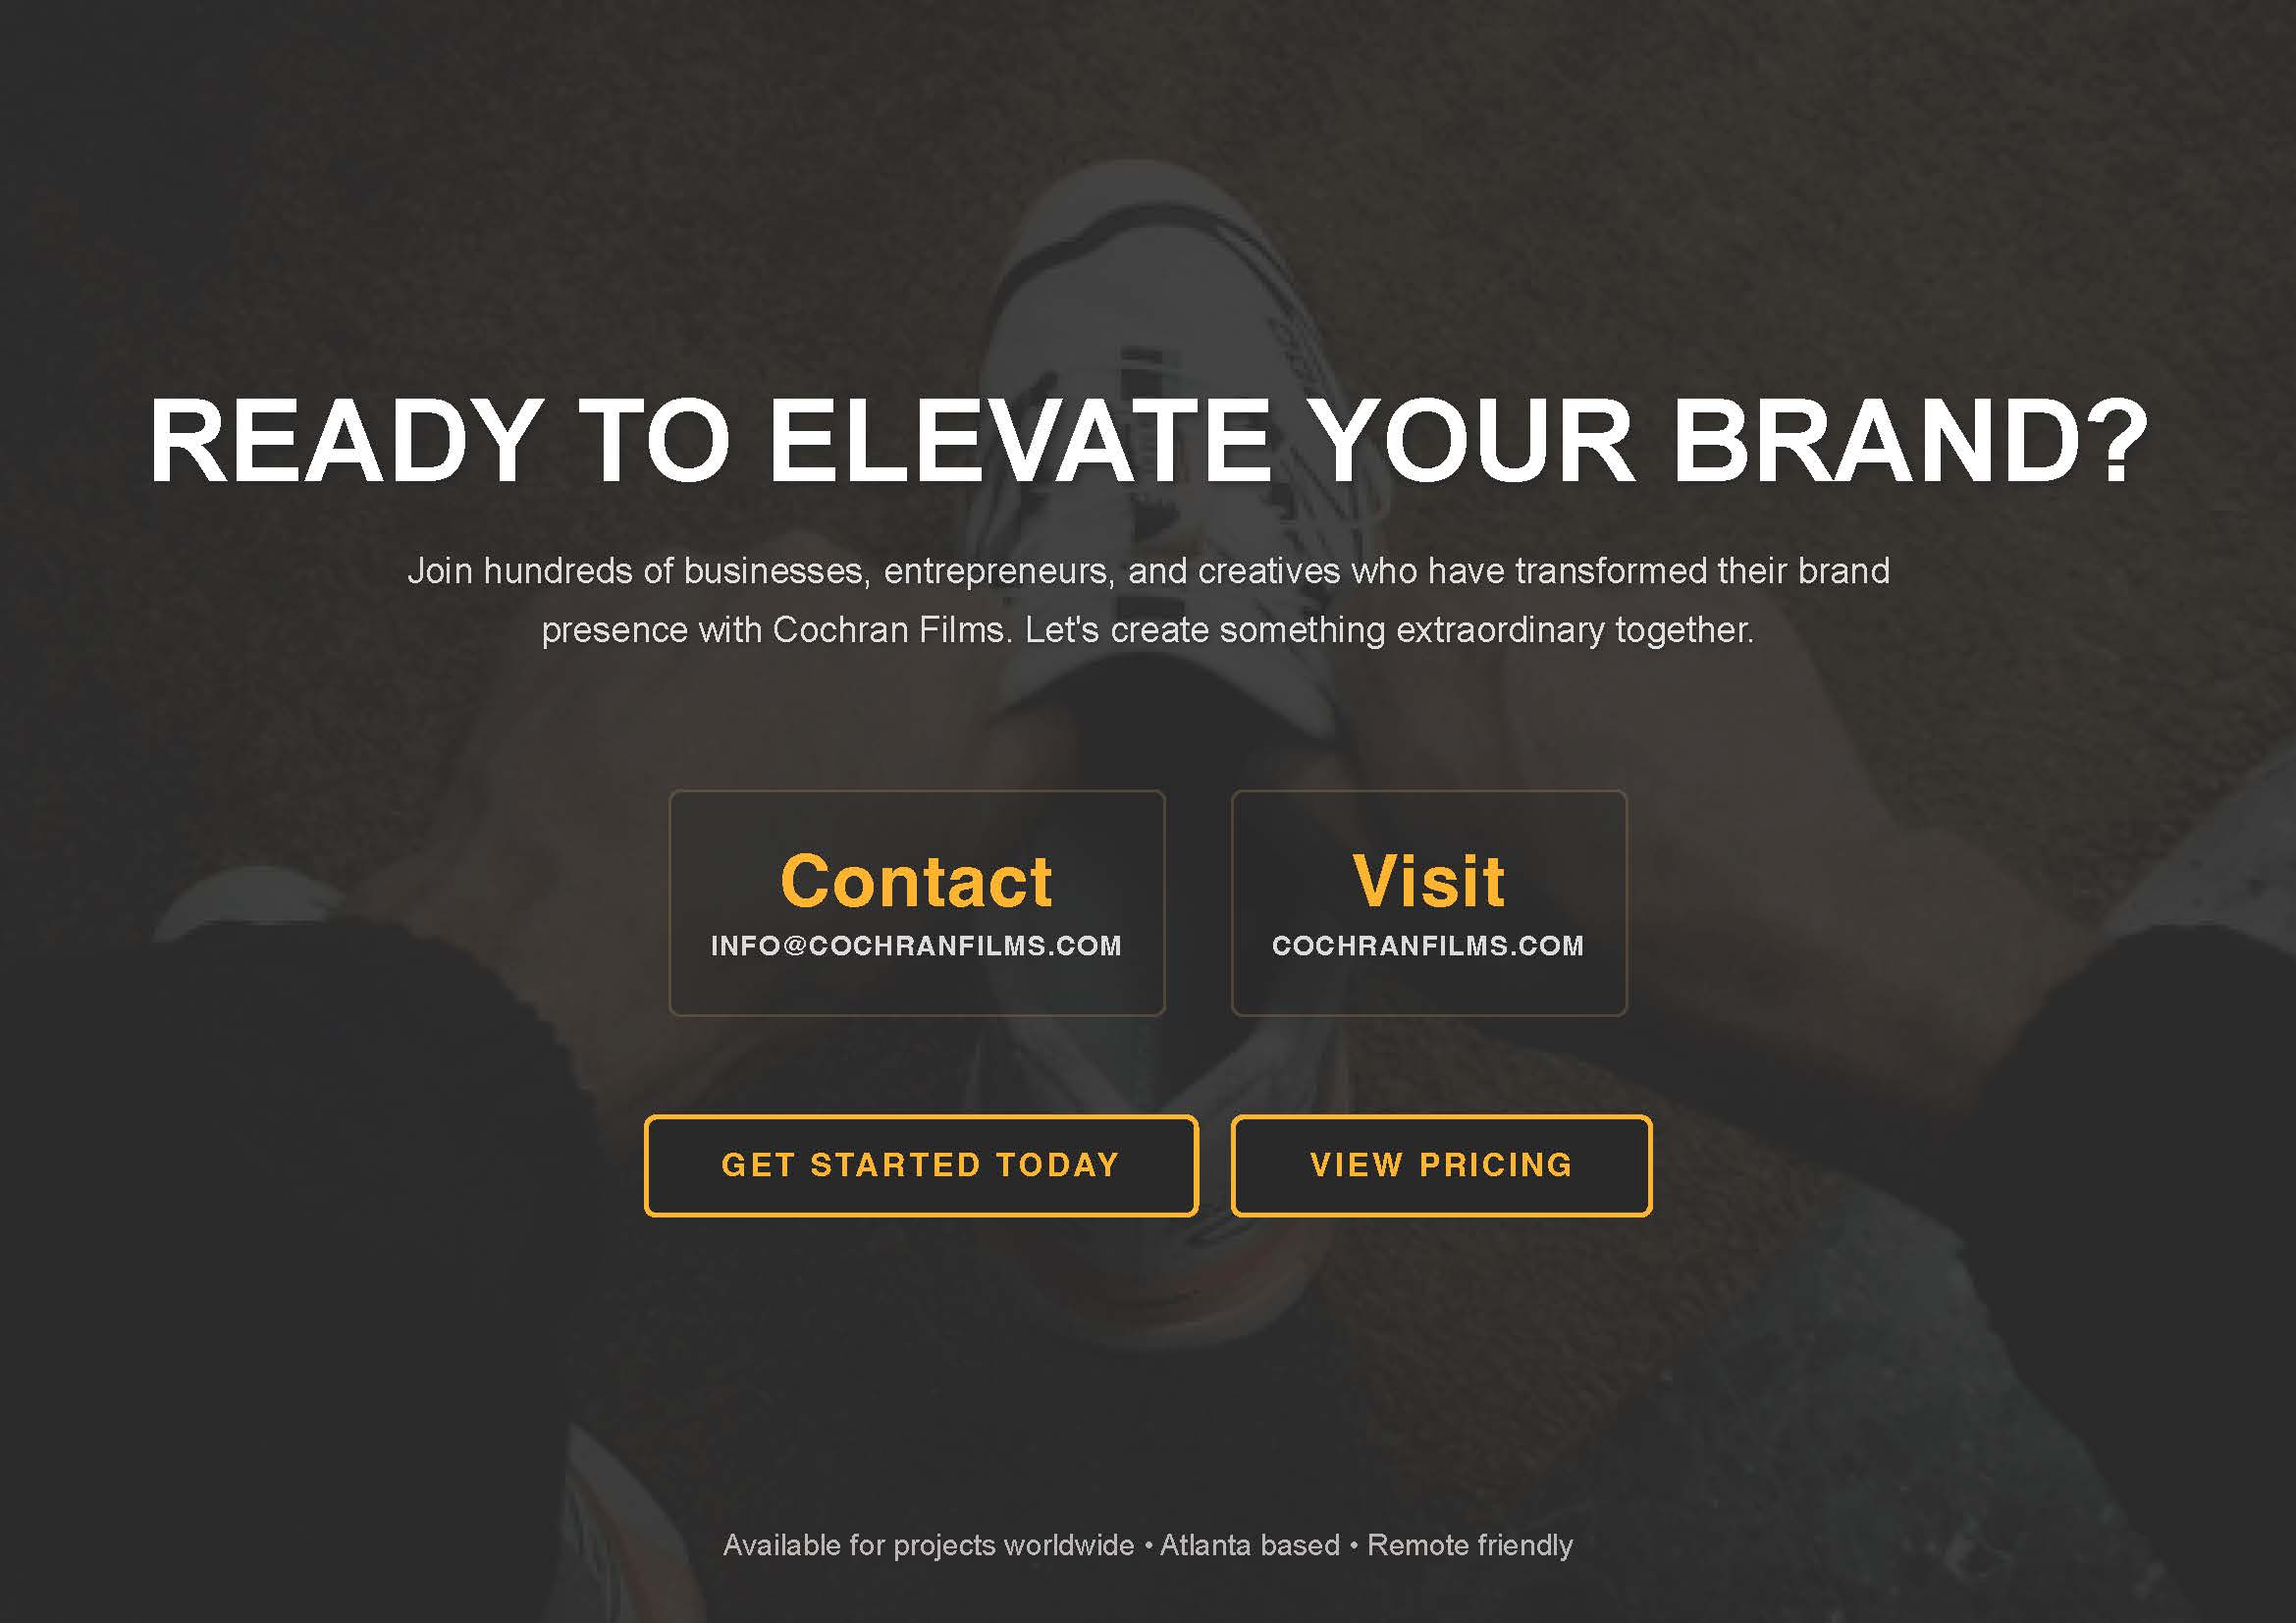 READY TO ELEVATE YOUR BRAND?
Join hundreds of businesses, entrepreneurs, and creatives who have transformed their brand
presence with Cochran Films. Let's create something extraordinary together.
Contact
INFO@COCHRANFILMS.COM
Visit
COCHRANFILMS.COM
GET STARTED TODAY
VIEW PRICING
Available for projects worldwide • Atlanta based • Remote friendly